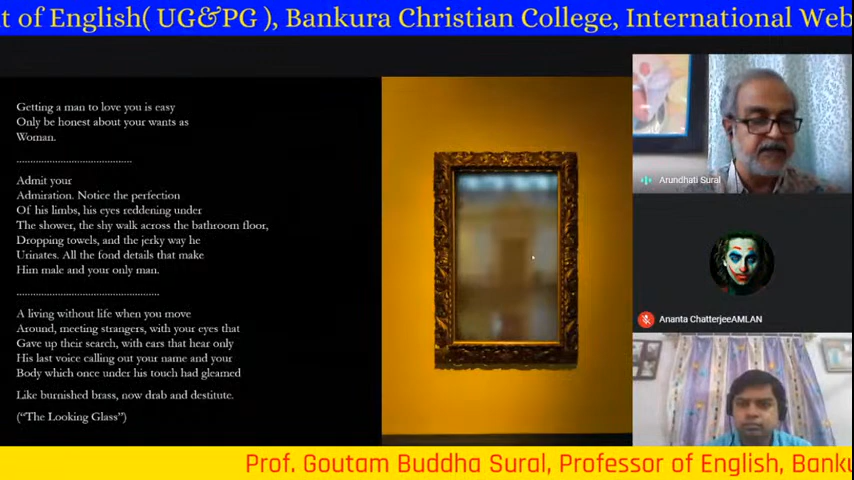 t of English( UG&PG ), Bankura Christian College, International Web
Getting a man to love you is easy
Only be honest about your wants as
Woman.
..........................................
Admit your
Admiration. Notice the perfection
Of his limbs, his eyes reddening under
The shower, the shy walk across the bathroom floor,
Dropping towels, and the jerky way he
Urinates. All the fond details that make
Him male and your only man.
....................................................
A living without life when you move
Around, meeting strangers, with your eyes that
Gave up their search, with ears that hear only
His last voice calling out your name and your
Body which once under his touch had gleamed
Like burnished brass, now drab and destitute.
("The Looking Glass")
Arundhati Sural
Ananta ChatterjeeAMLAN
Prof. Goutam Buddha Sural, Professor of English, Banku